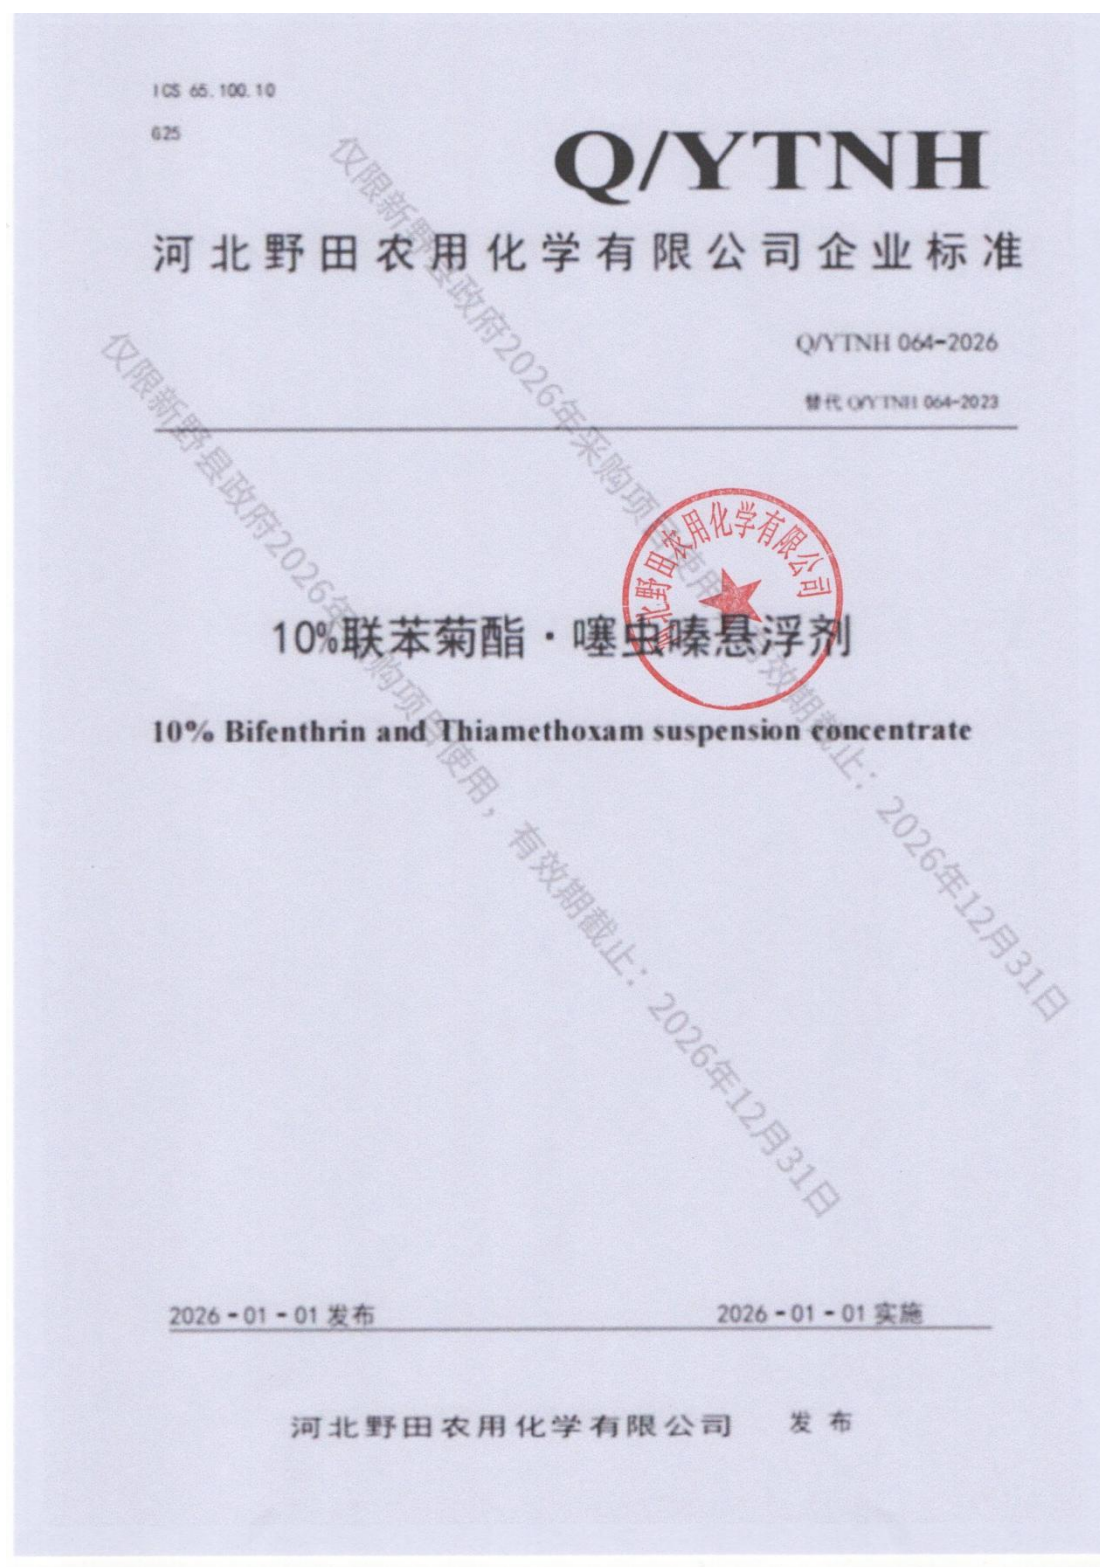 ICS 65.100.10
G25
Q/YTNH
河北野田农用化学有限公司企业标准
Q/YTNH 064-2026
替代 Q/YTNH 064-2023
河北野田农用化学有限公司
10%联苯菊酯·噻虫嗪悬浮剂
10% Bifenthrin and Thiamethoxam suspension concentrate
仅限新野县政府2026年采购项目使用，有效期截止：2026年12月31日
仅限新野县政府2026年采购项目使用，有效期截止：2026年12月31日
2026-01-01 发布
2026-01-01 实施
河北野田农用化学有限公司 发布